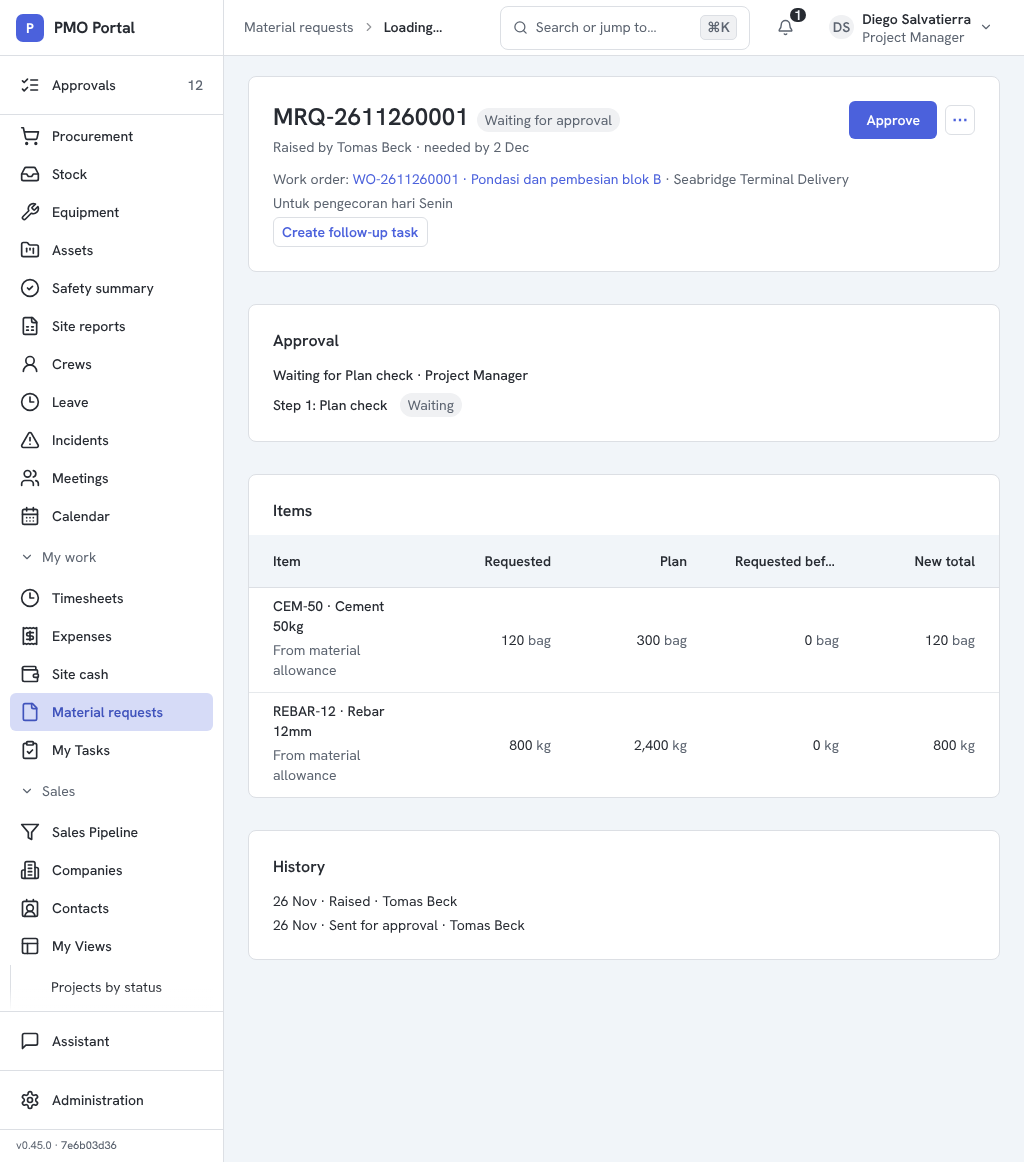 P PMO Portal
Material requests > Loading...
Search or jump to... ⌘K
1
DS Diego Salvatierra
Project Manager
Approvals 12
Procurement
Stock
Equipment
Assets
Safety summary
Site reports
Crews
Leave
Incidents
Meetings
Calendar
My work
Timesheets
Expenses
Site cash
Material requests
My Tasks
Sales
Sales Pipeline
Companies
Contacts
My Views
Projects by status
Assistant
Administration
v0.45.0 · 7e6b03d36
MRQ-2611260001 Waiting for approval
Approve ···
Raised by Tomas Beck · needed by 2 Dec
Work order: WO-2611260001 · Pondasi dan pembesian blok B · Seabridge Terminal Delivery
Untuk pengecoran hari Senin
Create follow-up task
Approval
Waiting for Plan check · Project Manager
Step 1: Plan check Waiting
Items
Item Requested Plan Requested bef... New total
CEM-50 · Cement
50kg
From material
allowance
120 bag 300 bag 0 bag 120 bag
REBAR-12 · Rebar
12mm
From material
allowance
800 kg 2,400 kg 0 kg 800 kg
History
26 Nov · Raised · Tomas Beck
26 Nov · Sent for approval · Tomas Beck